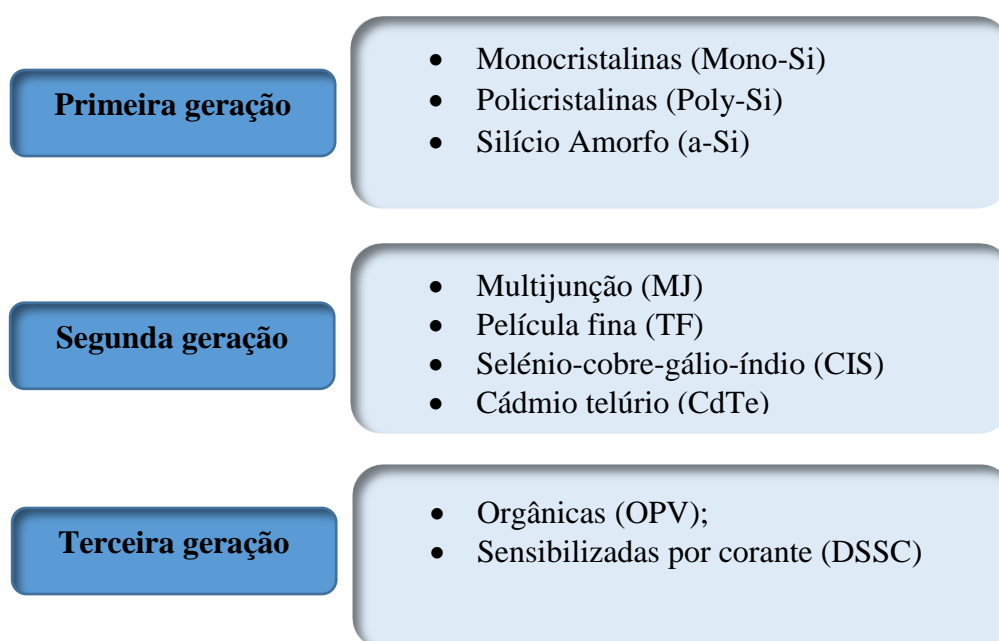 Primeira geração
• Monocristalinas (Mono-Si)
• Policristalinas (Poly-Si)
• Silício Amorfo (a-Si)
Segunda geração
• Multijunção (MJ)
• Película fina (TF)
• Selénio-cobre-gálio-índio (CIS)
• Cádmio telúrio (CdTe)
Terceira geração
• Orgânicas (OPV);
• Sensibilizadas por corante (DSSC)